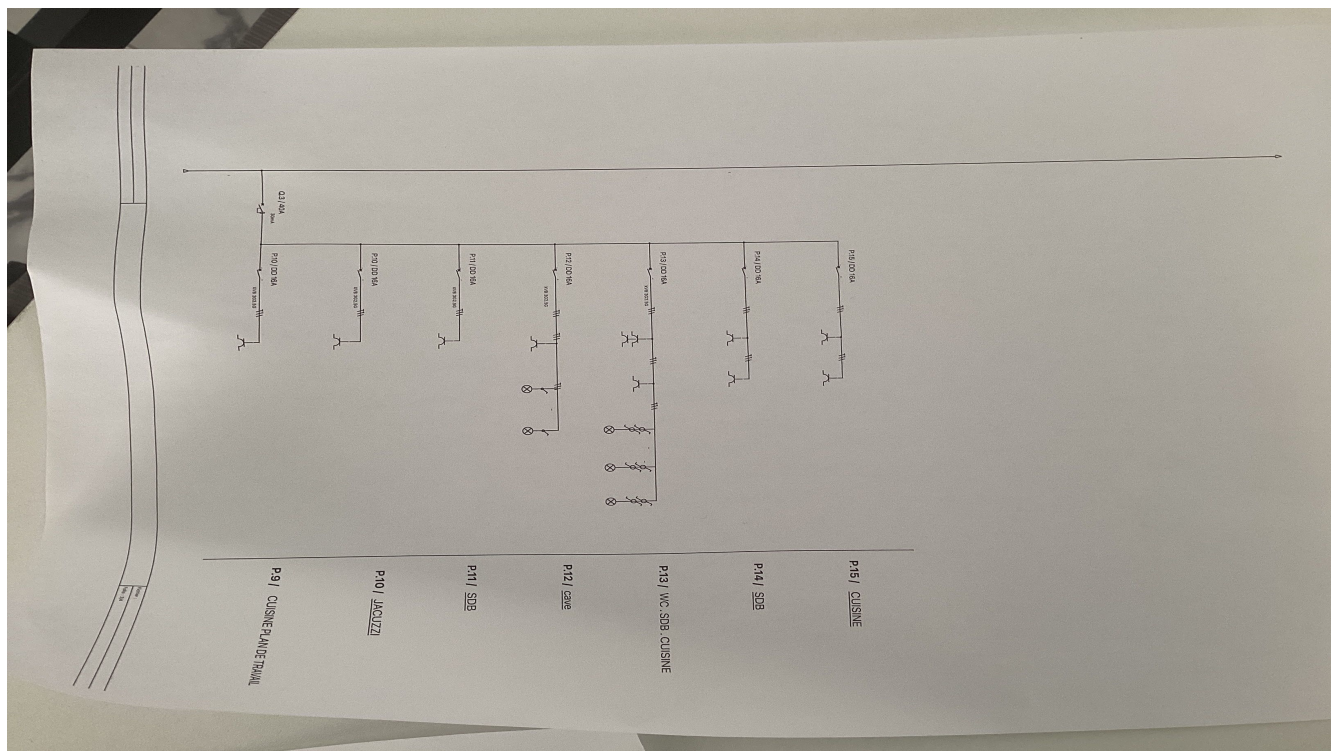 Q.3 / 40A
30mA
P.10 / DD 16A
P.10 / DD 16A
P.11 / DD 16A
P.12 / DD 16A
P.13 / DD 16A
P.14 / DD 16A
P.15 / DD 16A
P.9 / CUISINE PLAN DE TRAVAIL
P.10 / JACUZZI
P.11 / SDB
P.12 / cave
P.13 / WC . SDB . CUISINE
P.14 / SDB
P.15 / CUISINE